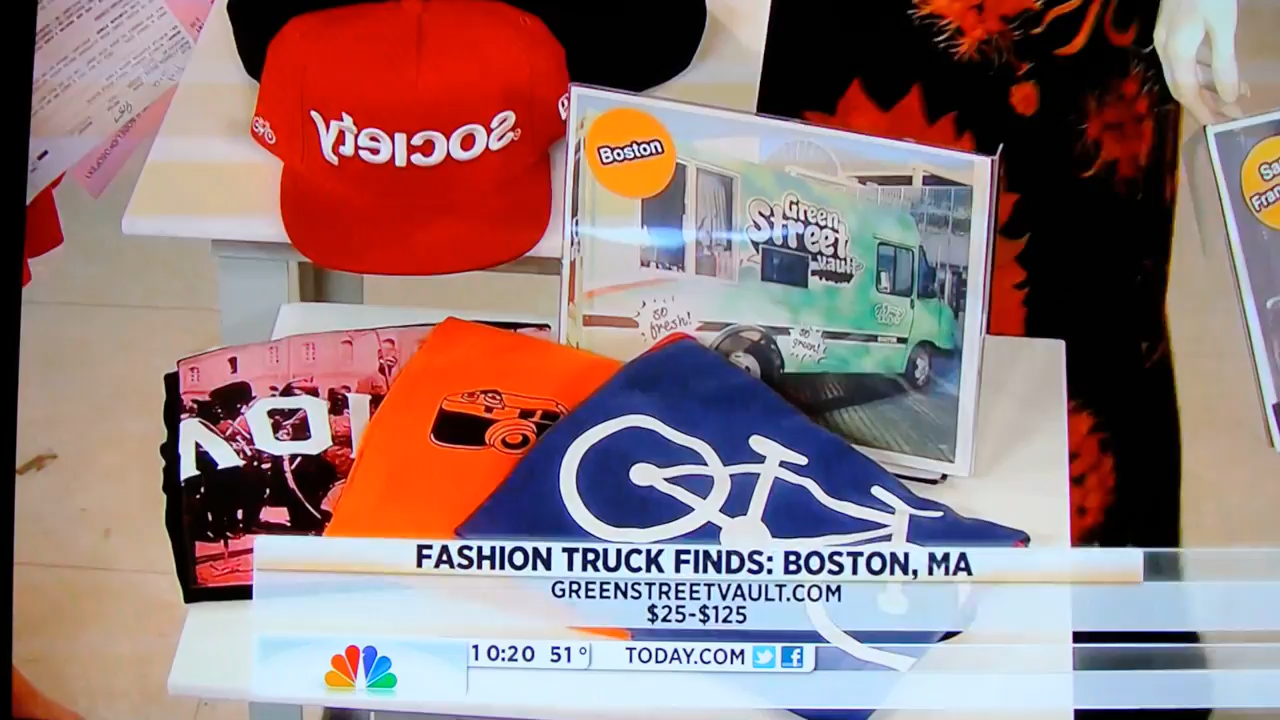 society.
Boston
Green
Street
Vault
so
fresh!
so
green!
FASHION TRUCK FINDS: BOSTON, MA
GREENSTREETVAULT.COM
$25-$125
10:20 51°
TODAY.COM